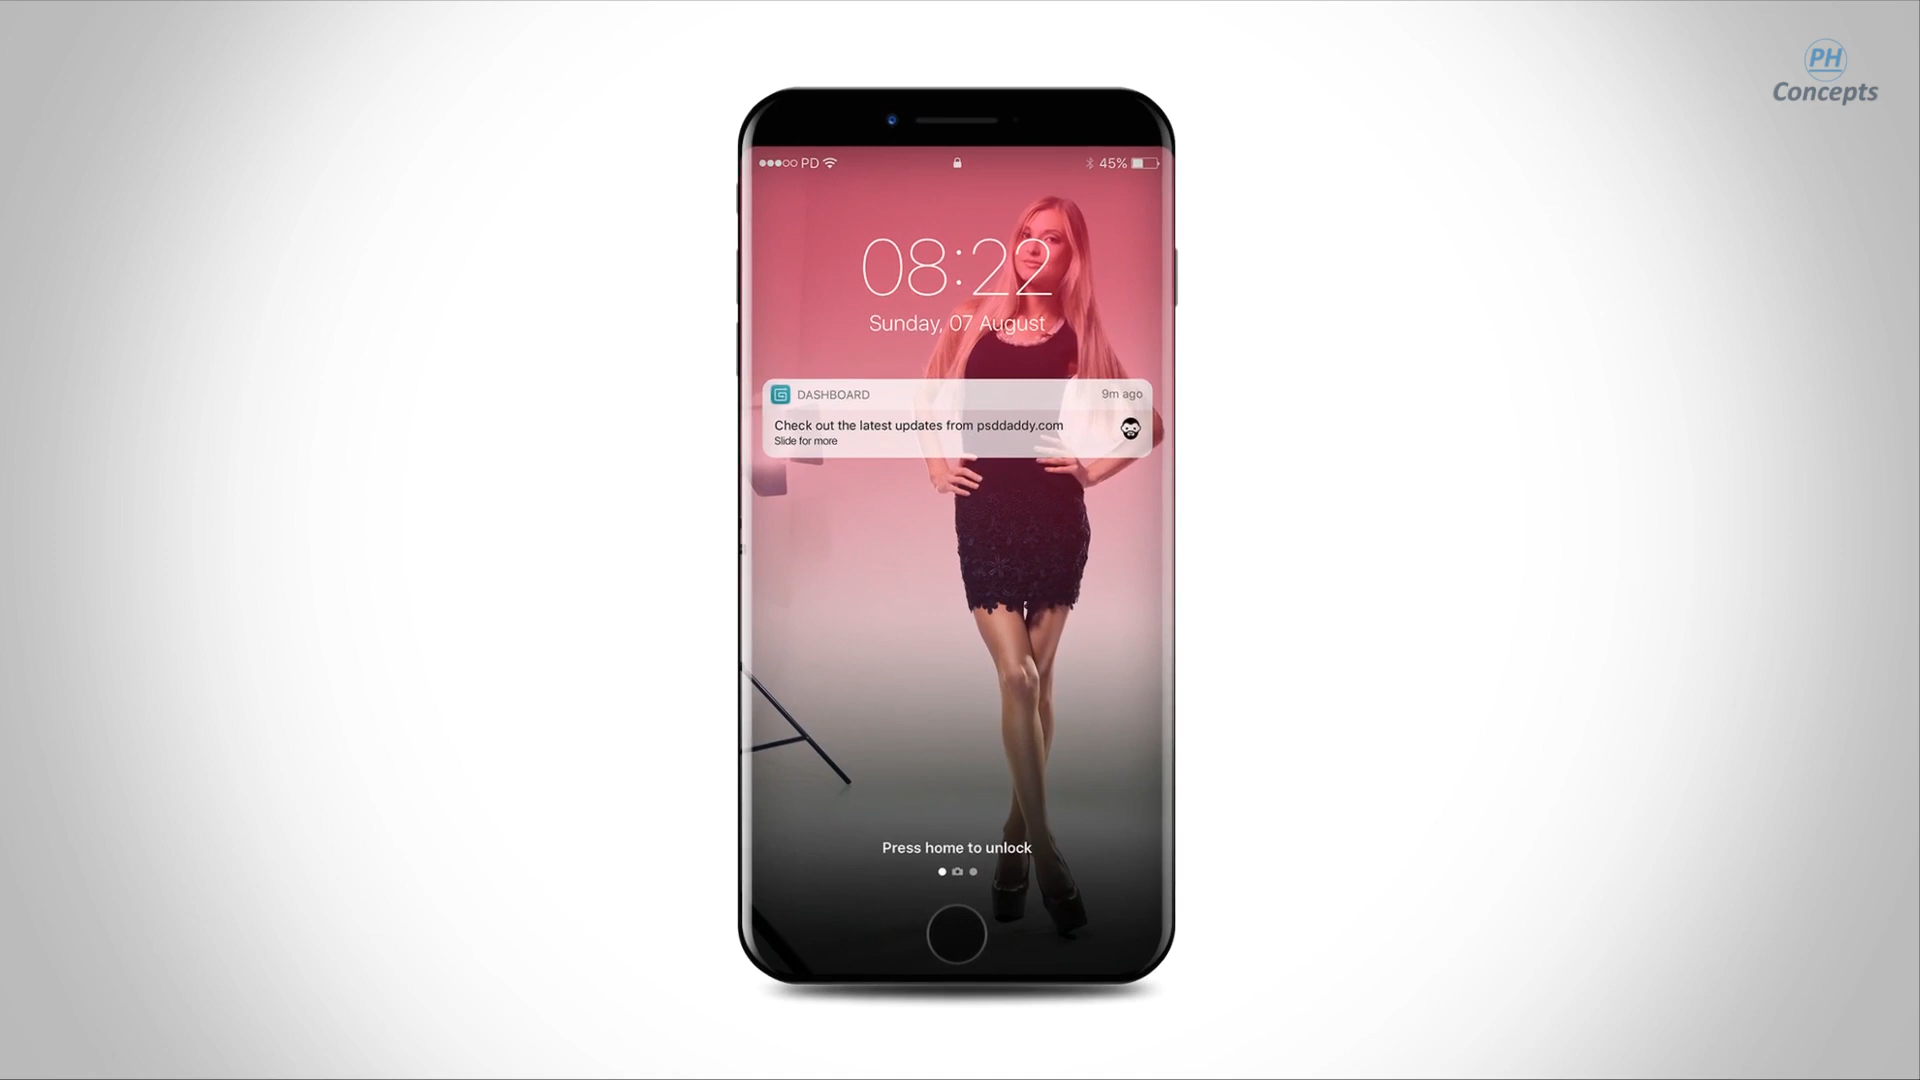 PH
Concepts
PD
45%
08:22
Sunday, 07 August
DASHBOARD
9m ago
Check out the latest updates from psddaddy.com
Slide for more
Press home to unlock